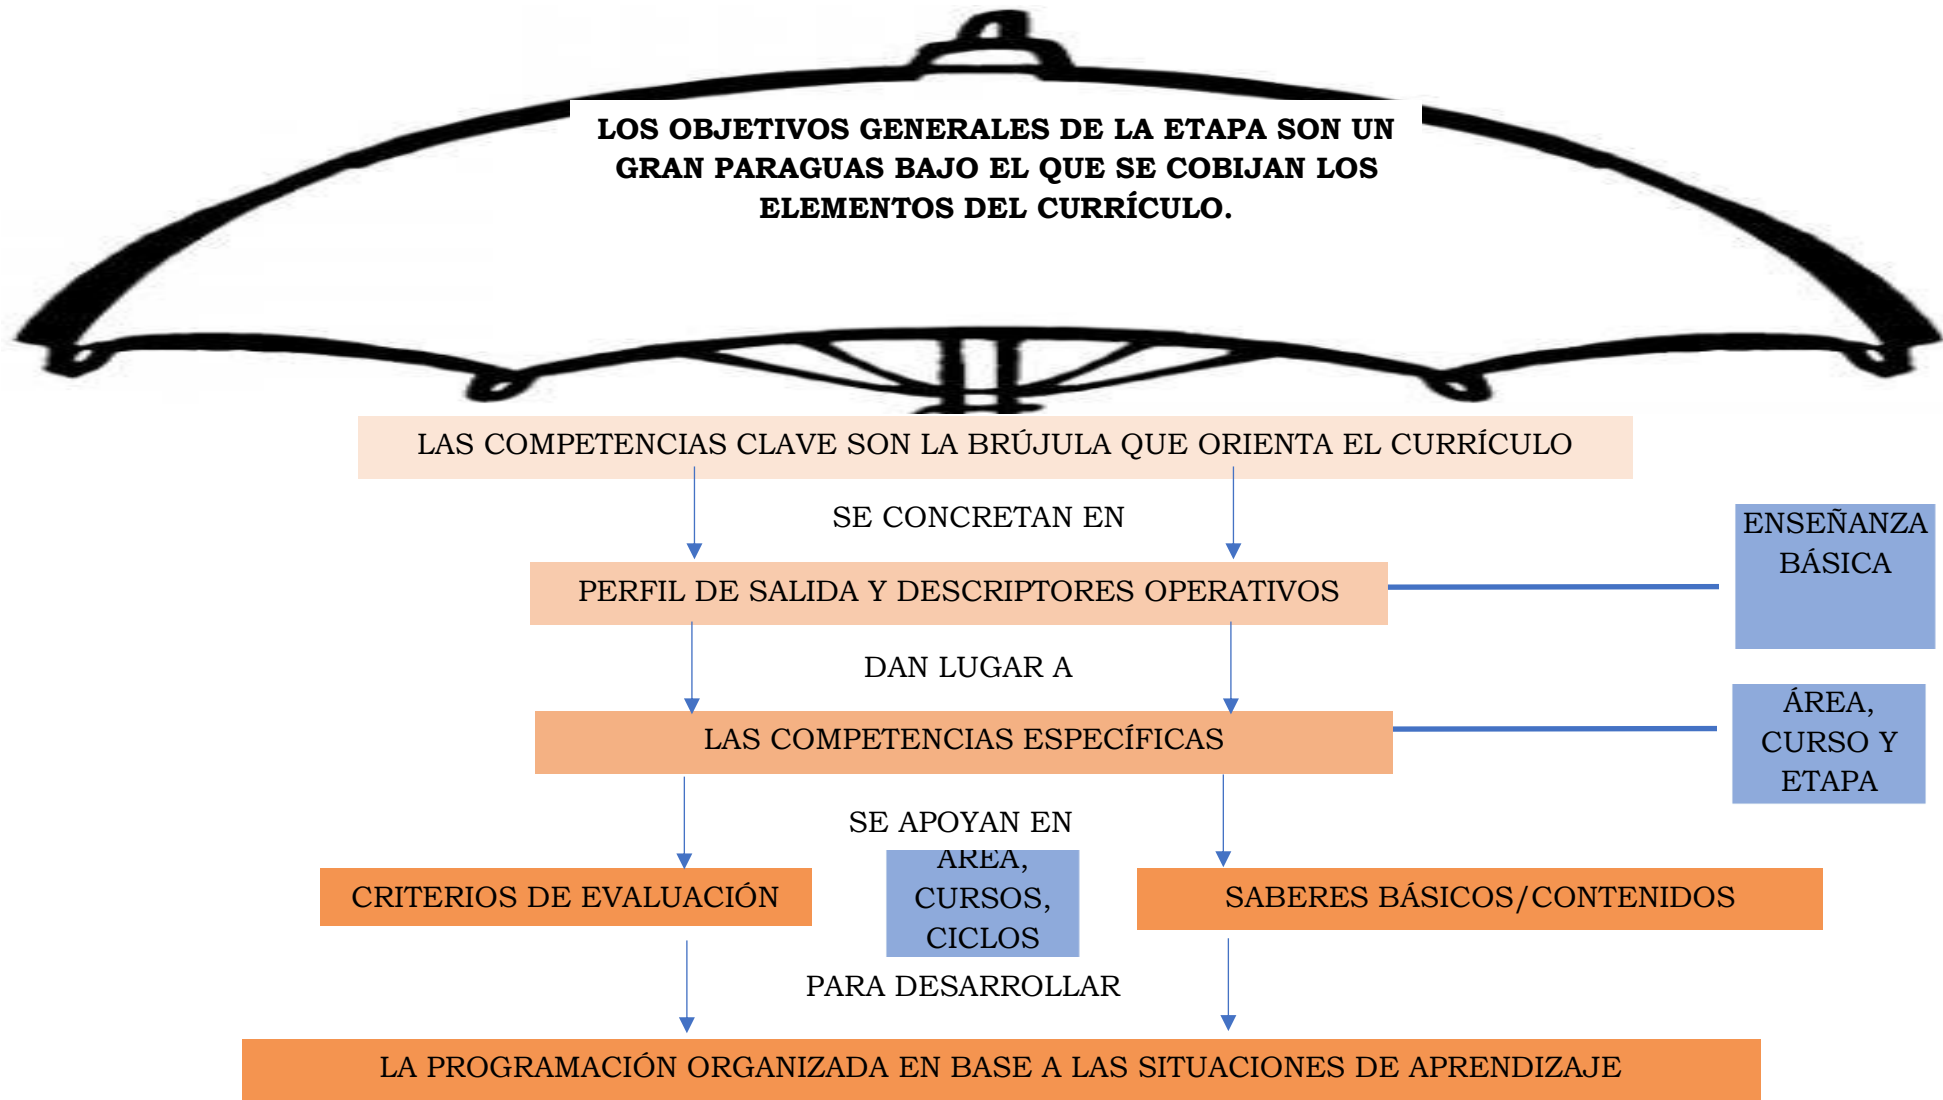 LOS OBJETIVOS GENERALES DE LA ETAPA SON UN
GRAN PARAGUAS BAJO EL QUE SE COBIJAN LOS
ELEMENTOS DEL CURRÍCULO.
LAS COMPETENCIAS CLAVE SON LA BRÚJULA QUE ORIENTA EL CURRÍCULO
SE CONCRETAN EN
ENSEÑANZA
BÁSICA
PERFIL DE SALIDA Y DESCRIPTORES OPERATIVOS
DAN LUGAR A
LAS COMPETENCIAS ESPECÍFICAS
ÁREA,
CURSO Y
ETAPA
SE APOYAN EN
CRITERIOS DE EVALUACIÓN
ÁREA,
CURSOS,
CICLOS
SABERES BÁSICOS/CONTENIDOS
PARA DESARROLLAR
LA PROGRAMACIÓN ORGANIZADA EN BASE A LAS SITUACIONES DE APRENDIZAJE